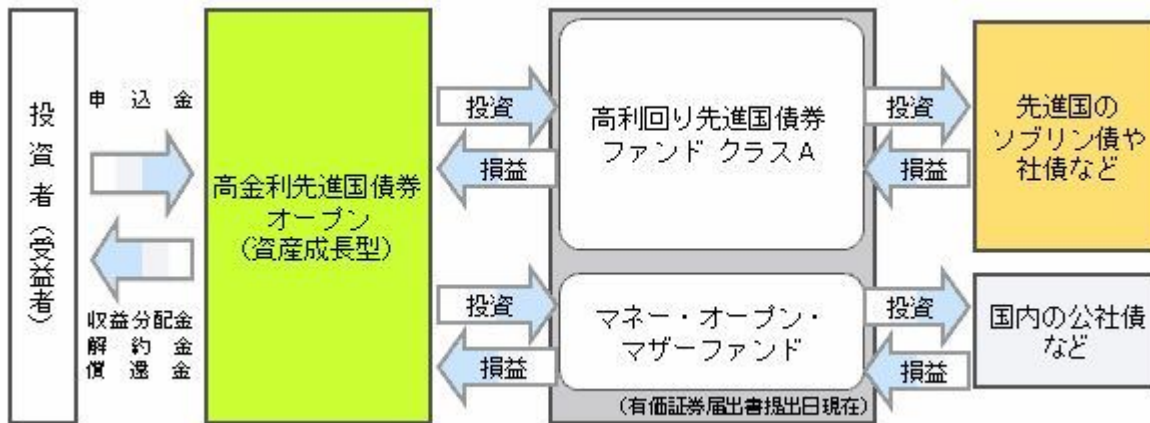 投資者（受益者）
申込金
収益分配金
解約金
償還金
高金利先進国債券
オープン
（資産成長型）
投資
損益
投資
損益
高利回り先進国債券
ファンド クラスA
マネー・オープン・
マザーファンド
（有価証券届出書提出日現在）
投資
損益
投資
損益
先進国の
ソブリン債や
社債など
国内の公社債
など